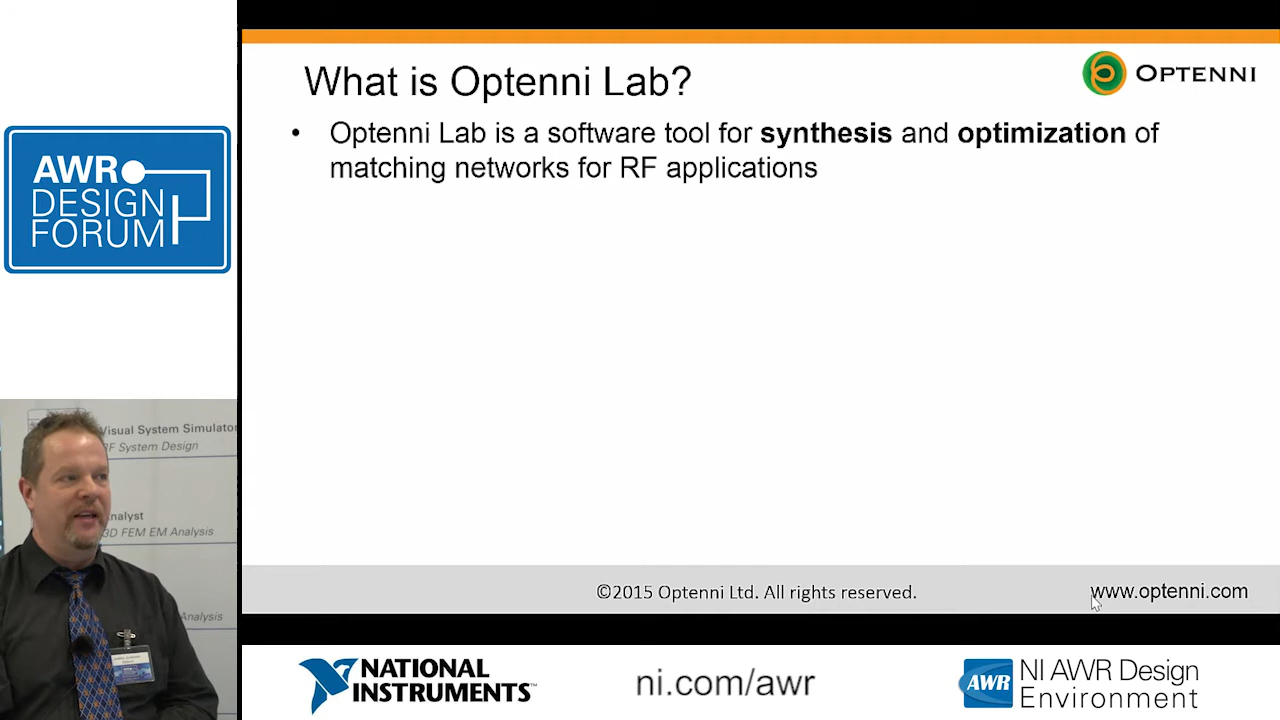 AWR
DESIGN
FORUM
What is Optenni Lab?
OPTENNI
• Optenni Lab is a software tool for synthesis and optimization of
matching networks for RF applications
Visual System Simulator
RF System Design
Analyst
3D FEM EM Analysis
Analysis
©2015 Optenni Ltd. All rights reserved.
www.optenni.com
NATIONAL
INSTRUMENTS™
ni.com/awr
AWR
NI AWR Design
Environment